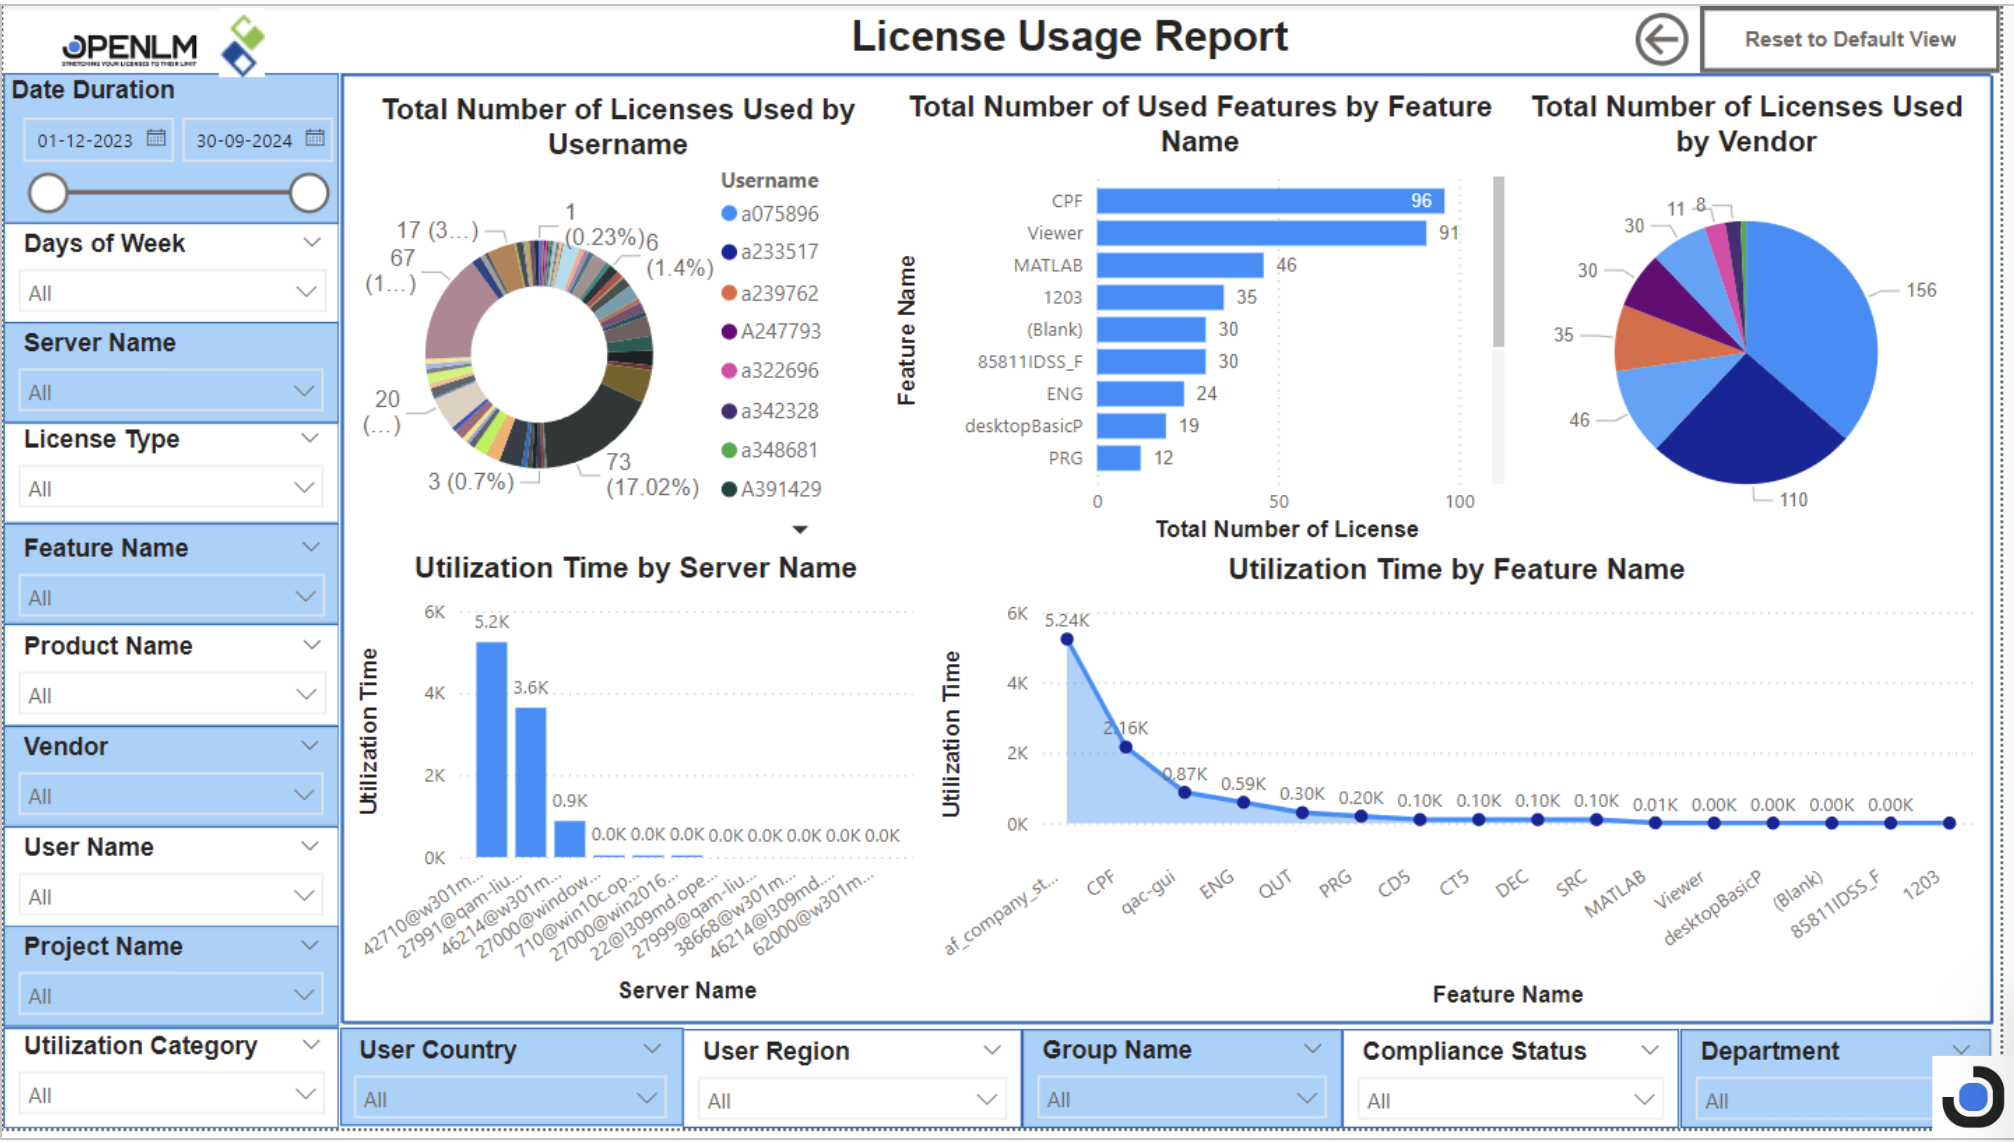 OPENLM
STRETCHING YOUR LICENSES TO THEIR LIMIT
License Usage Report
Reset to Default View
Date Duration
01-12-2023
30-09-2024
Days of Week
All
Server Name
All
License Type
All
Feature Name
All
Product Name
All
Vendor
All
User Name
All
Project Name
All
Utilization Category
All
Total Number of Licenses Used by
Username
1
(0.23%)
6
(1.4%)
17 (3...)
67
(1...)
20
(...)
3 (0.7%)
73
(17.02%)
Username
a075896
a233517
a239762
A247793
a322696
a342328
a348681
A391429
Total Number of Used Features by Feature
Name
Feature Name
CPF 96
Viewer 91
MATLAB 46
1203 35
(Blank) 30
85811IDSS_F 30
ENG 24
desktopBasicP 19
PRG 12
0 50 100
Total Number of License
Total Number of Licenses Used
by Vendor
8
11
30
30
35
46
110
156
Utilization Time by Server Name
Utilization Time
6K
4K
2K
0K
5.2K
3.6K
0.9K
0.0K 0.0K 0.0K 0.0K 0.0K 0.0K 0.0K 0.0K
42710@w301m...
27991@qam-liu...
46214@w301m...
27000@window...
710@win10c.op...
27000@win2016...
22@l309md.ope...
27999@qam-liu...
38668@w301m...
46214@l309md....
62000@w301m...
Server Name
Utilization Time by Feature Name
Utilization Time
6K
4K
2K
0K
5.24K
2.16K
0.87K
0.59K
0.30K
0.20K
0.10K
0.10K
0.10K
0.10K
0.01K
0.00K
0.00K
0.00K
0.00K
af_company_st...
CPF
qac-gui
ENG
QUT
PRG
CD5
CT5
DEC
SRC
MATLAB
Viewer
desktopBasicP
(Blank)
85811IDSS_F
1203
Feature Name
User Country
All
User Region
All
Group Name
All
Compliance Status
All
Department
All